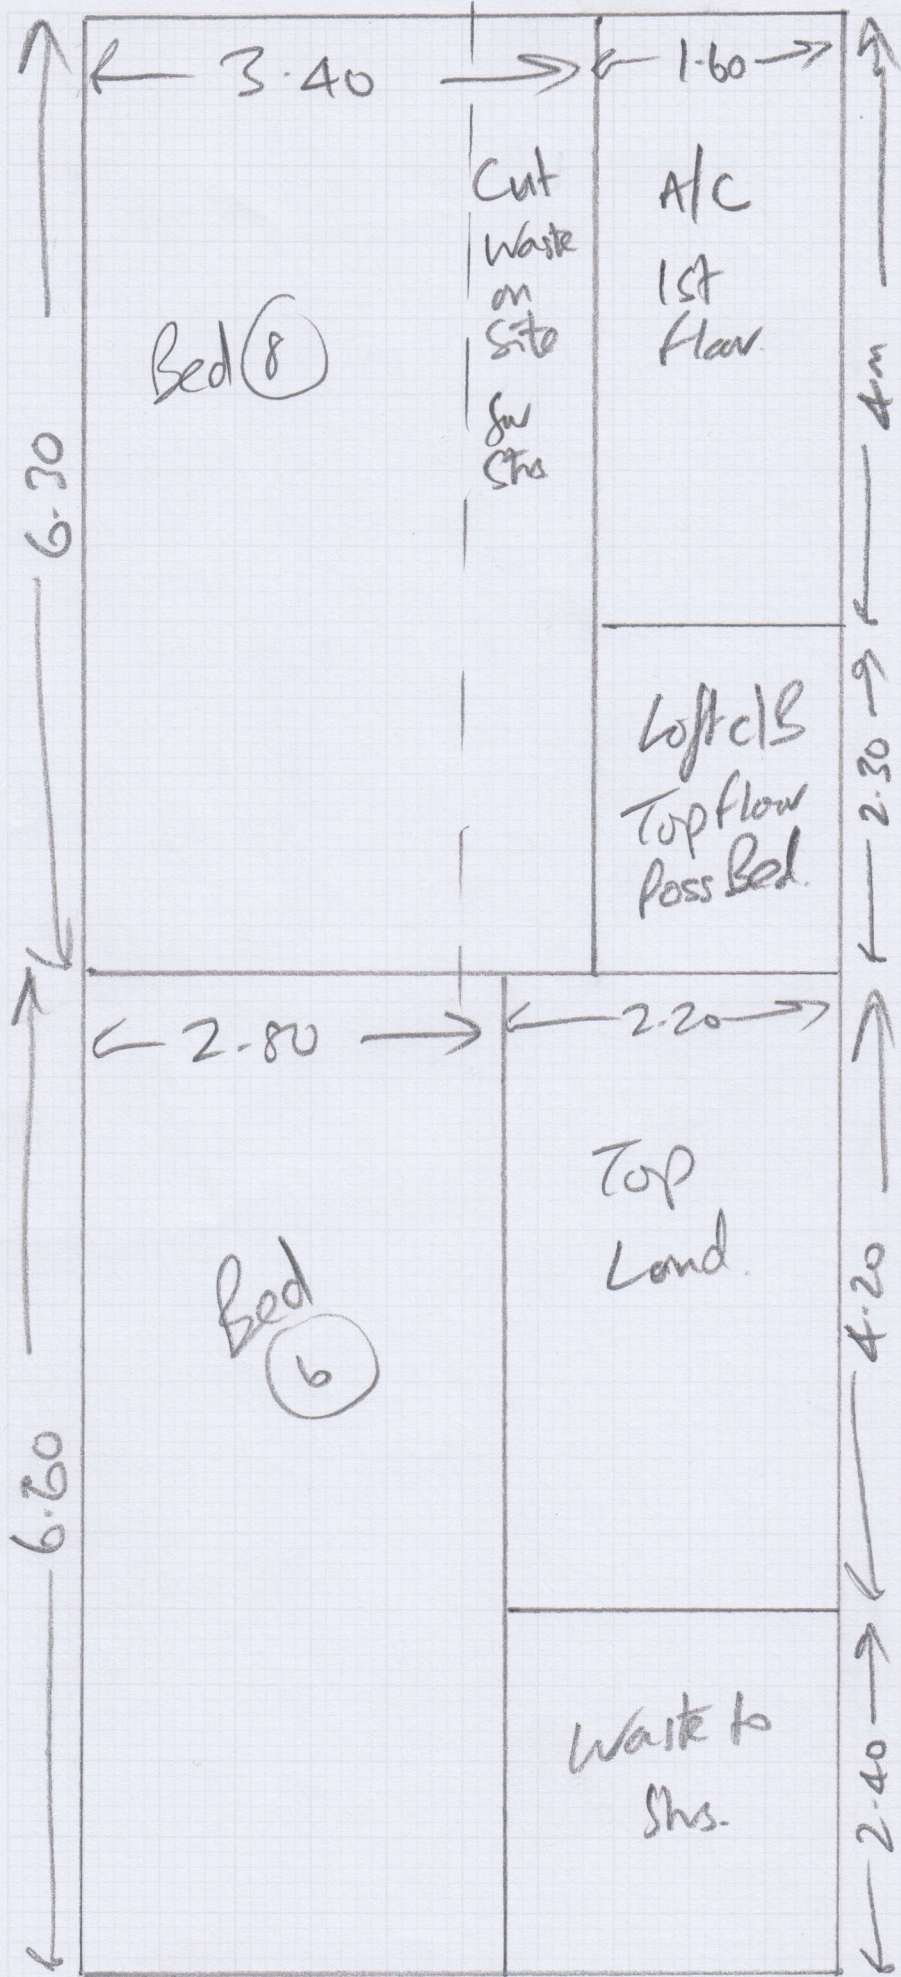 3.40
1.60
Cut
Waste
on
Site
for
Strs
A/C
1st
floor.
Bed 8
6.30
4m
Loft c/B
Top floor
Poss Bed.
2.30
2.80
2.20
Top
Land.
Bed
6
4.20
6.60
Waste to
Strs.
2.40